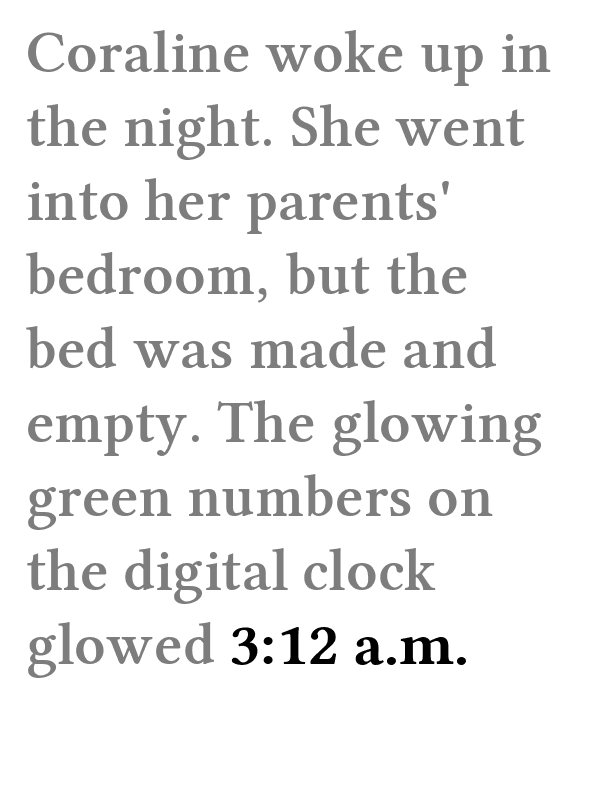 Coraline woke up in
the night. She went
into her parents'
bedroom, but the
bed was made and
empty. The glowing
green numbers on
the digital clock
glowed 3:12 a.m.